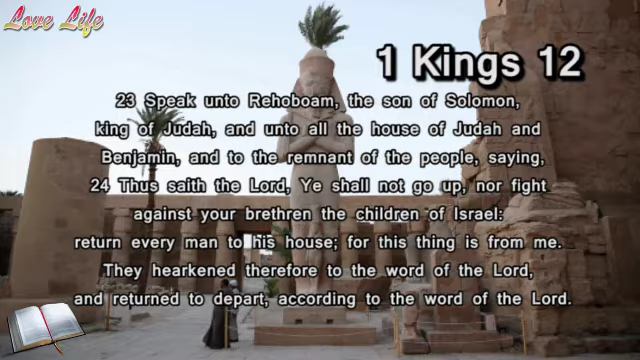 Love Life
1 Kings 12
23 Speak unto Rehoboam, the son of Solomon,
king of Judah, and unto all the house of Judah and
Benjamin, and to the remnant of the people, saying,
24 Thus saith the Lord, Ye shall not go up, nor fight
against your brethren the children of Israel:
return every man to his house; for this thing is from me.
They hearkened therefore to the word of the Lord,
and returned to depart, according to the word of the Lord.